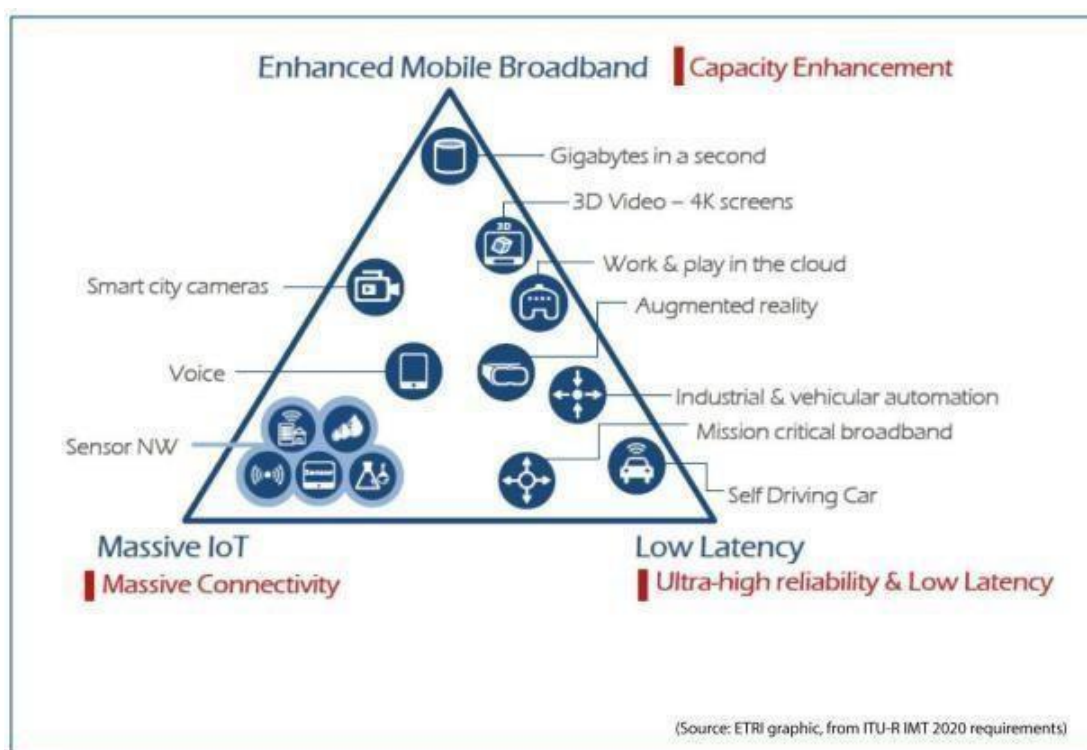 Enhanced Mobile Broadband
Capacity Enhancement
Gigabytes in a second
3D Video – 4K screens
3D
Work & play in the cloud
Smart city cameras
Augmented reality
Voice
Industrial & vehicular automation
Mission critical broadband
Sensor NW
Sensor
Self Driving Car
Massive IoT
Massive Connectivity
Low Latency
Ultra-high reliability & Low Latency
(Source: ETRI graphic, from ITU-R IMT 2020 requirements)